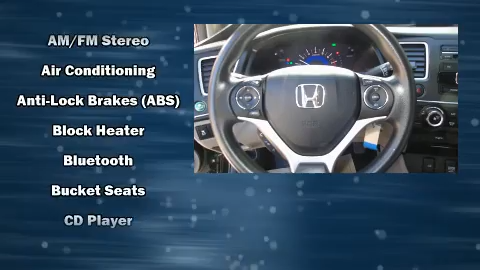 AM/FM Stereo
Air Conditioning
Anti-Lock Brakes (ABS)
Block Heater
Bluetooth
Bucket Seats
CD Player